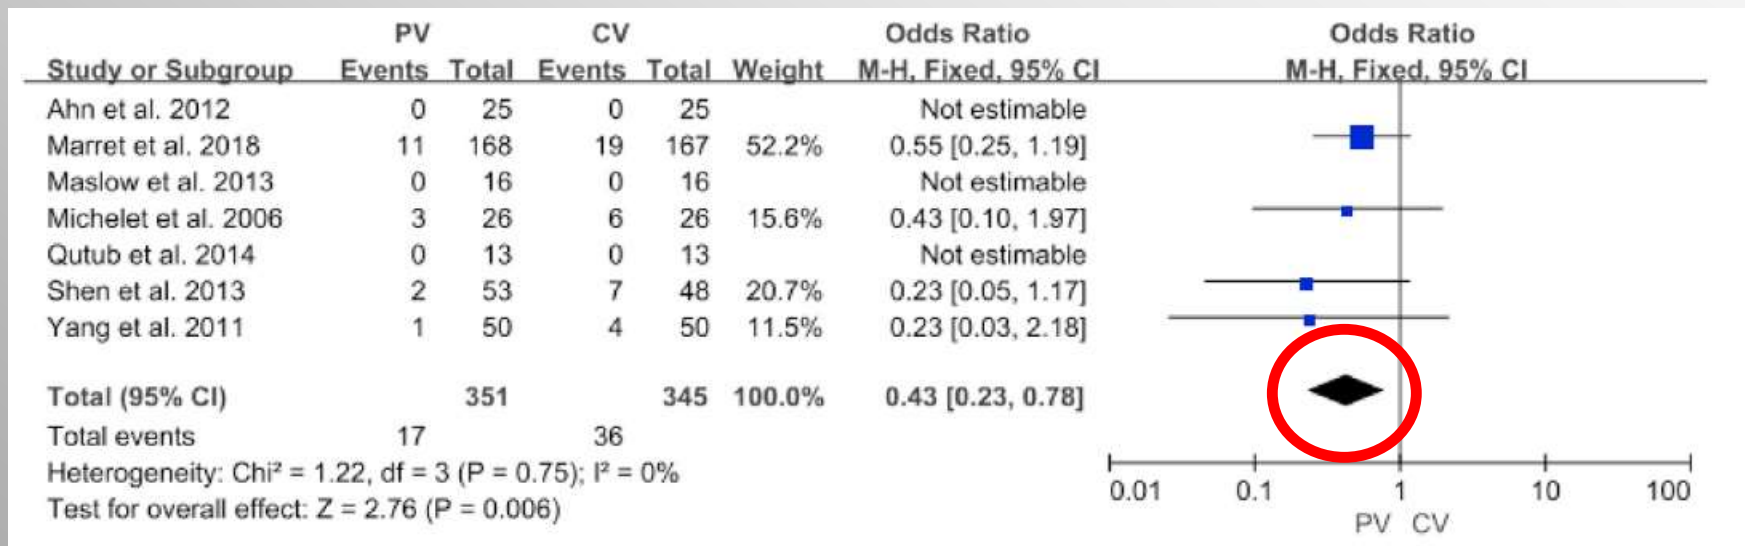 PV CV Odds Ratio Odds Ratio
Study or Subgroup Events Total Events Total Weight M-H, Fixed, 95% CI M-H, Fixed, 95% CI
Ahn et al. 2012 0 25 0 25 Not estimable
Marret et al. 2018 11 168 19 167 52.2% 0.55 [0.25, 1.19]
Maslow et al. 2013 0 16 0 16 Not estimable
Michelet et al. 2006 3 26 6 26 15.6% 0.43 [0.10, 1.97]
Qutub et al. 2014 0 13 0 13 Not estimable
Shen et al. 2013 2 53 7 48 20.7% 0.23 [0.05, 1.17]
Yang et al. 2011 1 50 4 50 11.5% 0.23 [0.03, 2.18]
Total (95% CI) 351 345 100.0% 0.43 [0.23, 0.78]
Total events 17 36
Heterogeneity: Chi² = 1.22, df = 3 (P = 0.75); I² = 0%
Test for overall effect: Z = 2.76 (P = 0.006)
0.01 0.1 1 10 100
PV CV